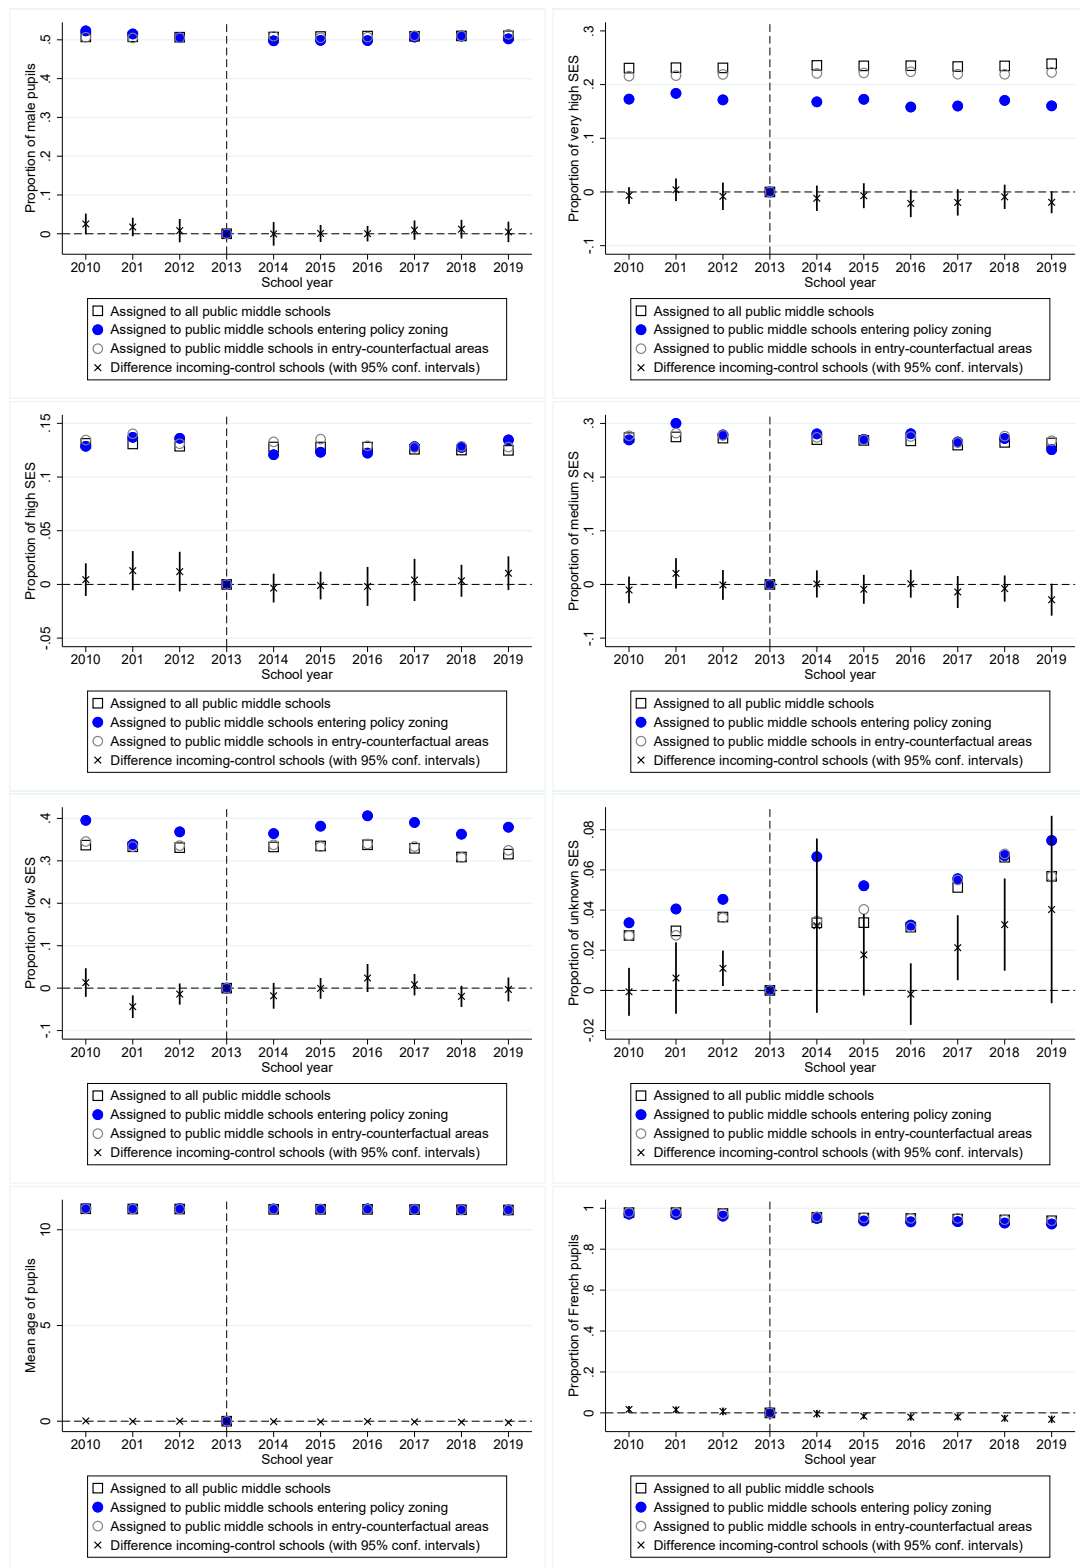 Proportion of male pupils
.5
.4
.3
.2
.1
0
2010 201 2012 2013 2014 2015 2016 2017 2018 2019
School year
Assigned to all public middle schools
Assigned to public middle schools entering policy zoning
Assigned to public middle schools in entry-counterfactual areas
Difference incoming-control schools (with 95% conf. intervals)
Proportion of very high SES
.3
.2
.1
0
-.1
2010 201 2012 2013 2014 2015 2016 2017 2018 2019
School year
Assigned to all public middle schools
Assigned to public middle schools entering policy zoning
Assigned to public middle schools in entry-counterfactual areas
Difference incoming-control schools (with 95% conf. intervals)
Proportion of high SES
.15
.1
.05
0
-.05
2010 201 2012 2013 2014 2015 2016 2017 2018 2019
School year
Assigned to all public middle schools
Assigned to public middle schools entering policy zoning
Assigned to public middle schools in entry-counterfactual areas
Difference incoming-control schools (with 95% conf. intervals)
Proportion of medium SES
.3
.2
.1
0
-.1
2010 201 2012 2013 2014 2015 2016 2017 2018 2019
School year
Assigned to all public middle schools
Assigned to public middle schools entering policy zoning
Assigned to public middle schools in entry-counterfactual areas
Difference incoming-control schools (with 95% conf. intervals)
Proportion of low SES
.4
.3
.2
.1
0
-.1
2010 201 2012 2013 2014 2015 2016 2017 2018 2019
School year
Assigned to all public middle schools
Assigned to public middle schools entering policy zoning
Assigned to public middle schools in entry-counterfactual areas
Difference incoming-control schools (with 95% conf. intervals)
Proportion of unknown SES
.08
.06
.04
.02
0
-.02
2010 201 2012 2013 2014 2015 2016 2017 2018 2019
School year
Assigned to all public middle schools
Assigned to public middle schools entering policy zoning
Assigned to public middle schools in entry-counterfactual areas
Difference incoming-control schools (with 95% conf. intervals)
Mean age of pupils
10
5
0
2010 201 2012 2013 2014 2015 2016 2017 2018 2019
School year
Assigned to all public middle schools
Assigned to public middle schools entering policy zoning
Assigned to public middle schools in entry-counterfactual areas
Difference incoming-control schools (with 95% conf. intervals)
Proportion of French pupils
1
.8
.6
.4
.2
0
2010 201 2012 2013 2014 2015 2016 2017 2018 2019
School year
Assigned to all public middle schools
Assigned to public middle schools entering policy zoning
Assigned to public middle schools in entry-counterfactual areas
Difference incoming-control schools (with 95% conf. intervals)